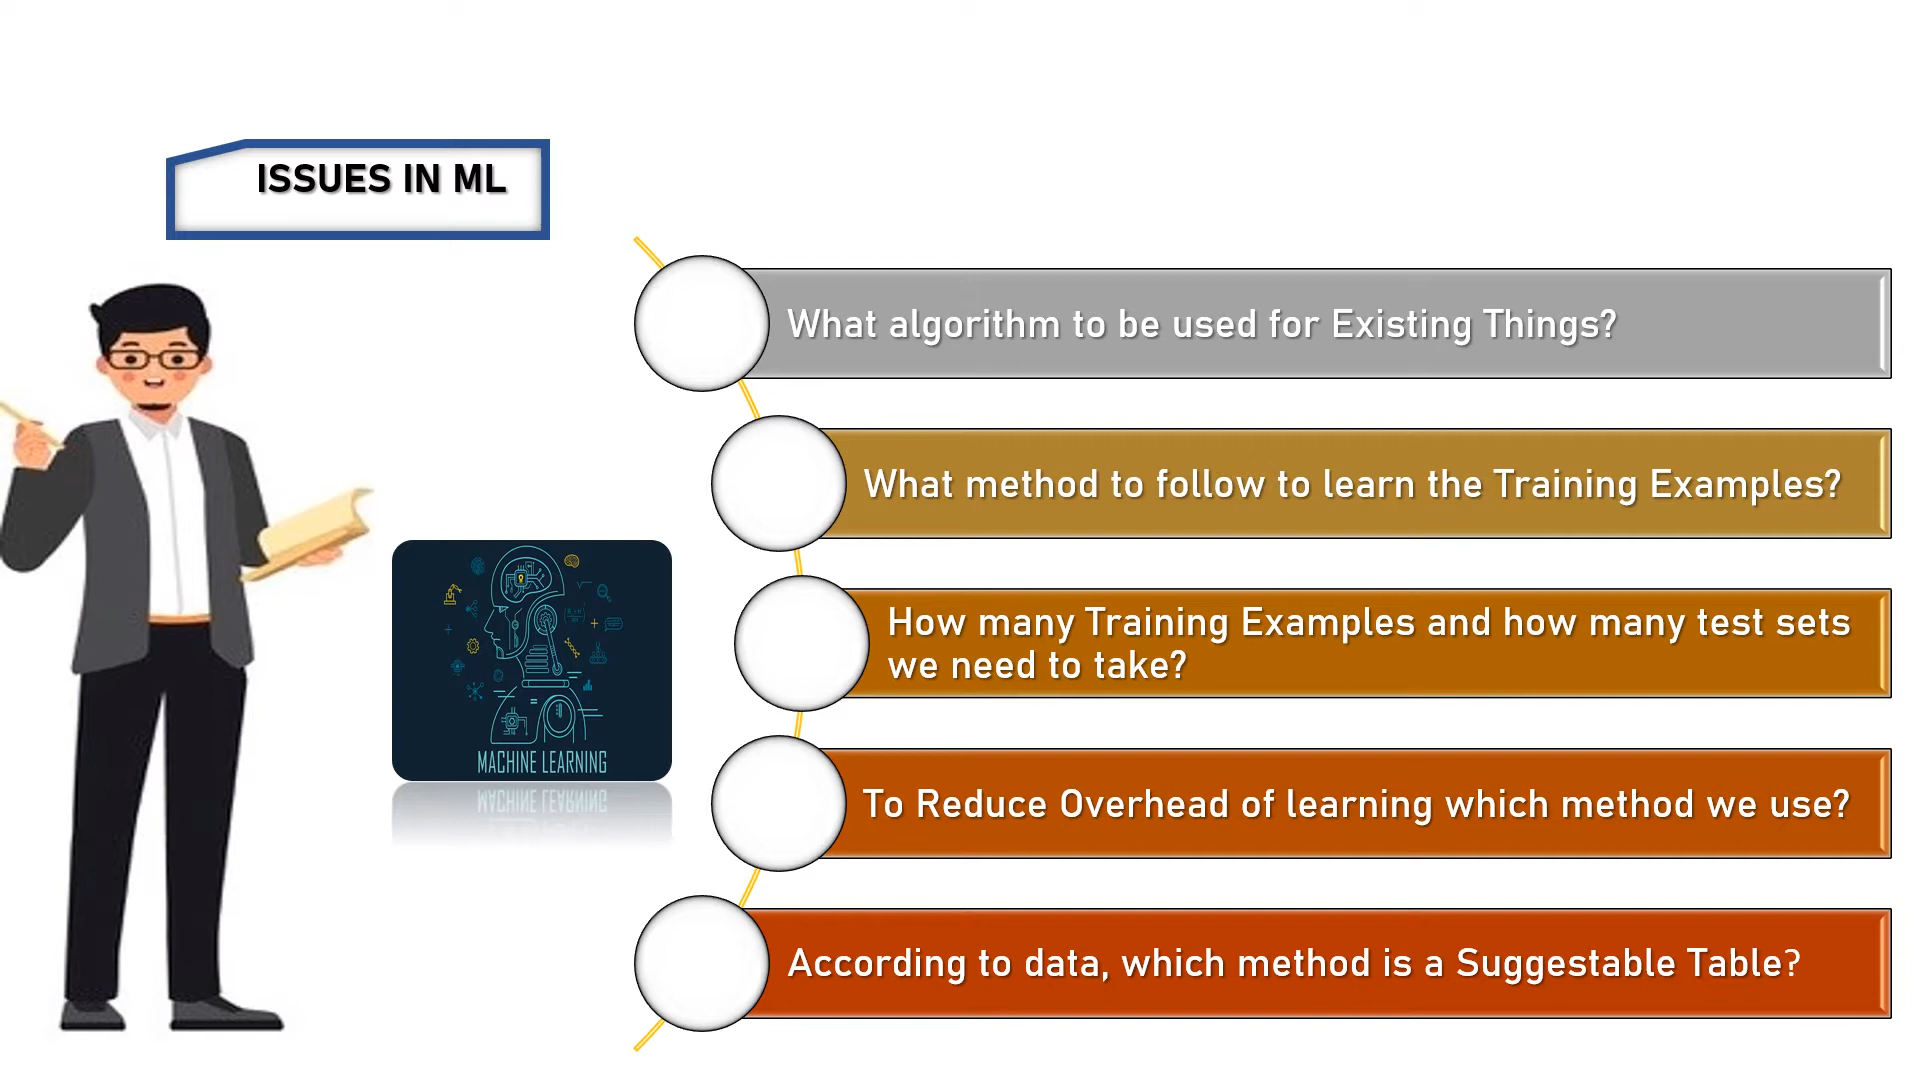 ISSUES IN ML
What algorithm to be used for Existing Things?
What method to follow to learn the Training Examples?
How many Training Examples and how many test sets
we need to take?
MACHINE LEARNING
To Reduce Overhead of learning which method we use?
According to data, which method is a Suggestable Table?